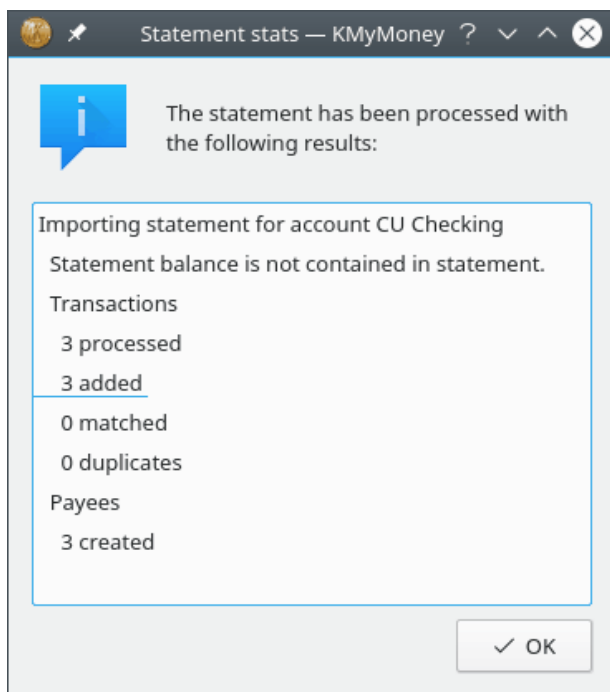 Statement stats — KMyMoney
The statement has been processed with
the following results:
Importing statement for account CU Checking
Statement balance is not contained in statement.
Transactions
3 processed
3 added
0 matched
0 duplicates
Payees
3 created
OK